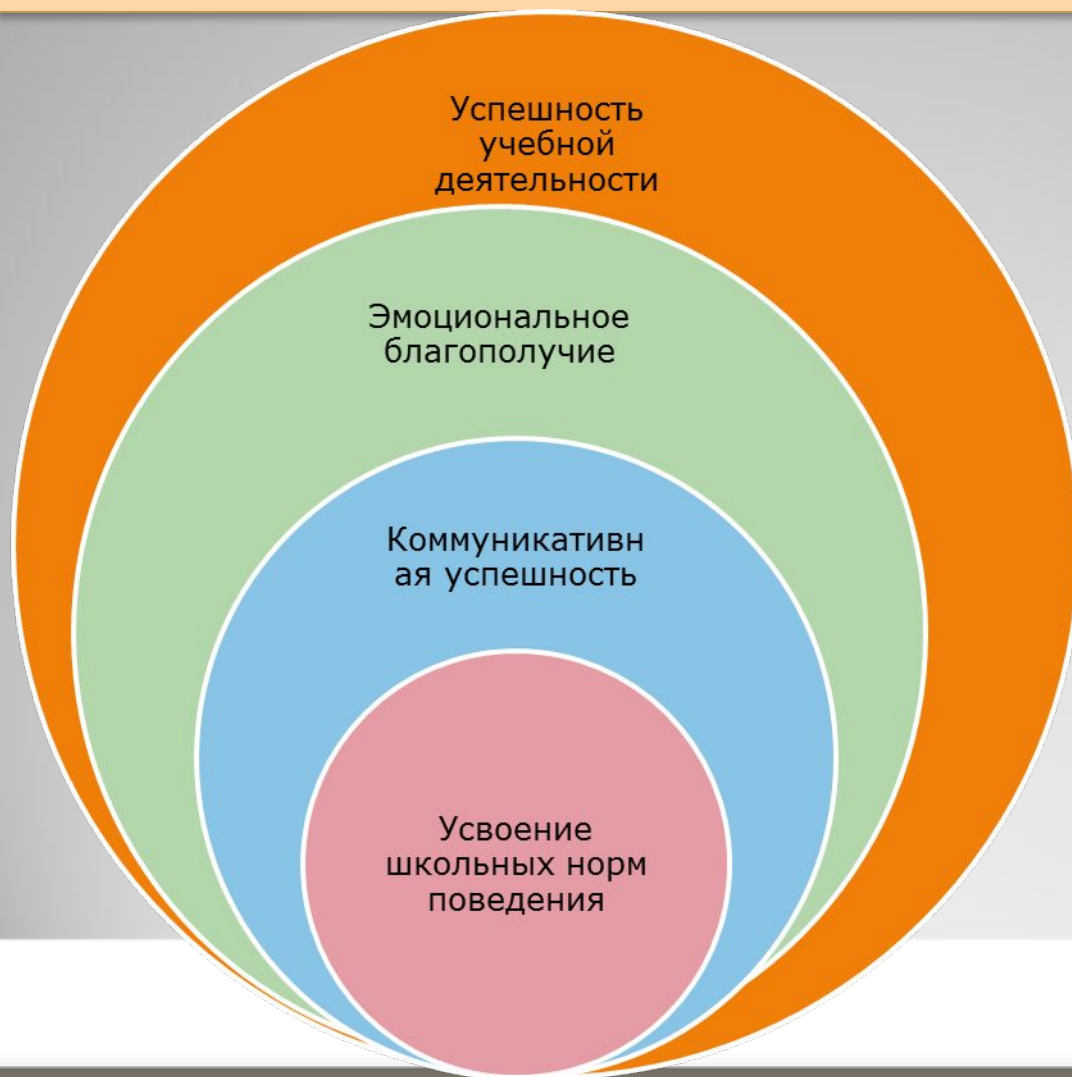 Успешность
учебной
деятельности
Эмоциональное
благополучие
Коммуникативн
ая успешность
Усвоение
школьных норм
поведения